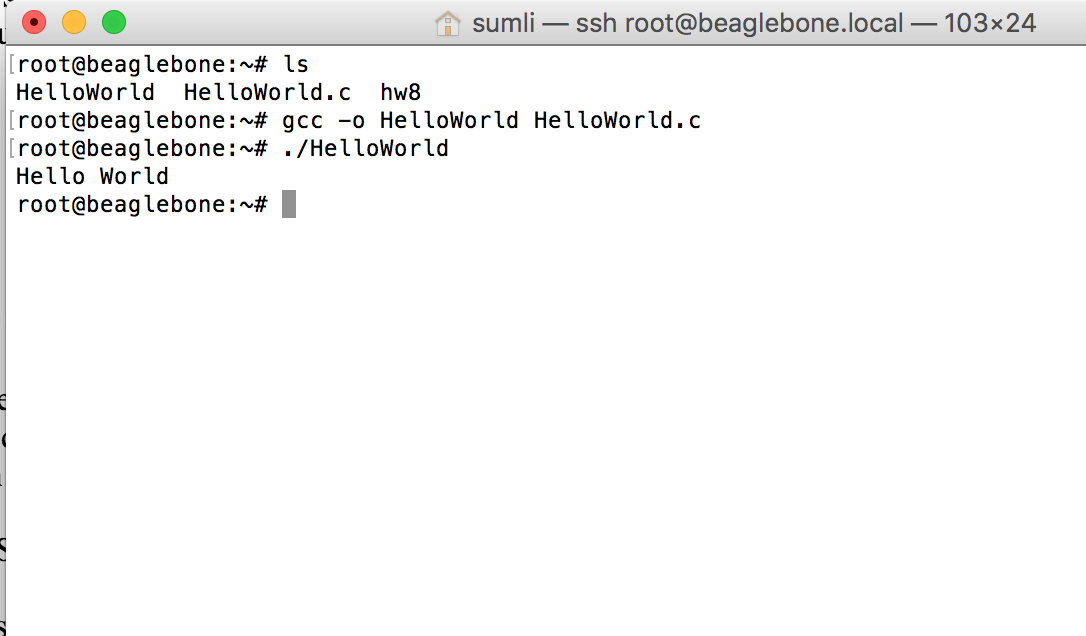 sumli — ssh root@beaglebone.local — 103×24
[root@beaglebone:~# ls
HelloWorld  HelloWorld.c  hw8
[root@beaglebone:~# gcc -o HelloWorld HelloWorld.c
[root@beaglebone:~# ./HelloWorld
Hello World
root@beaglebone:~#